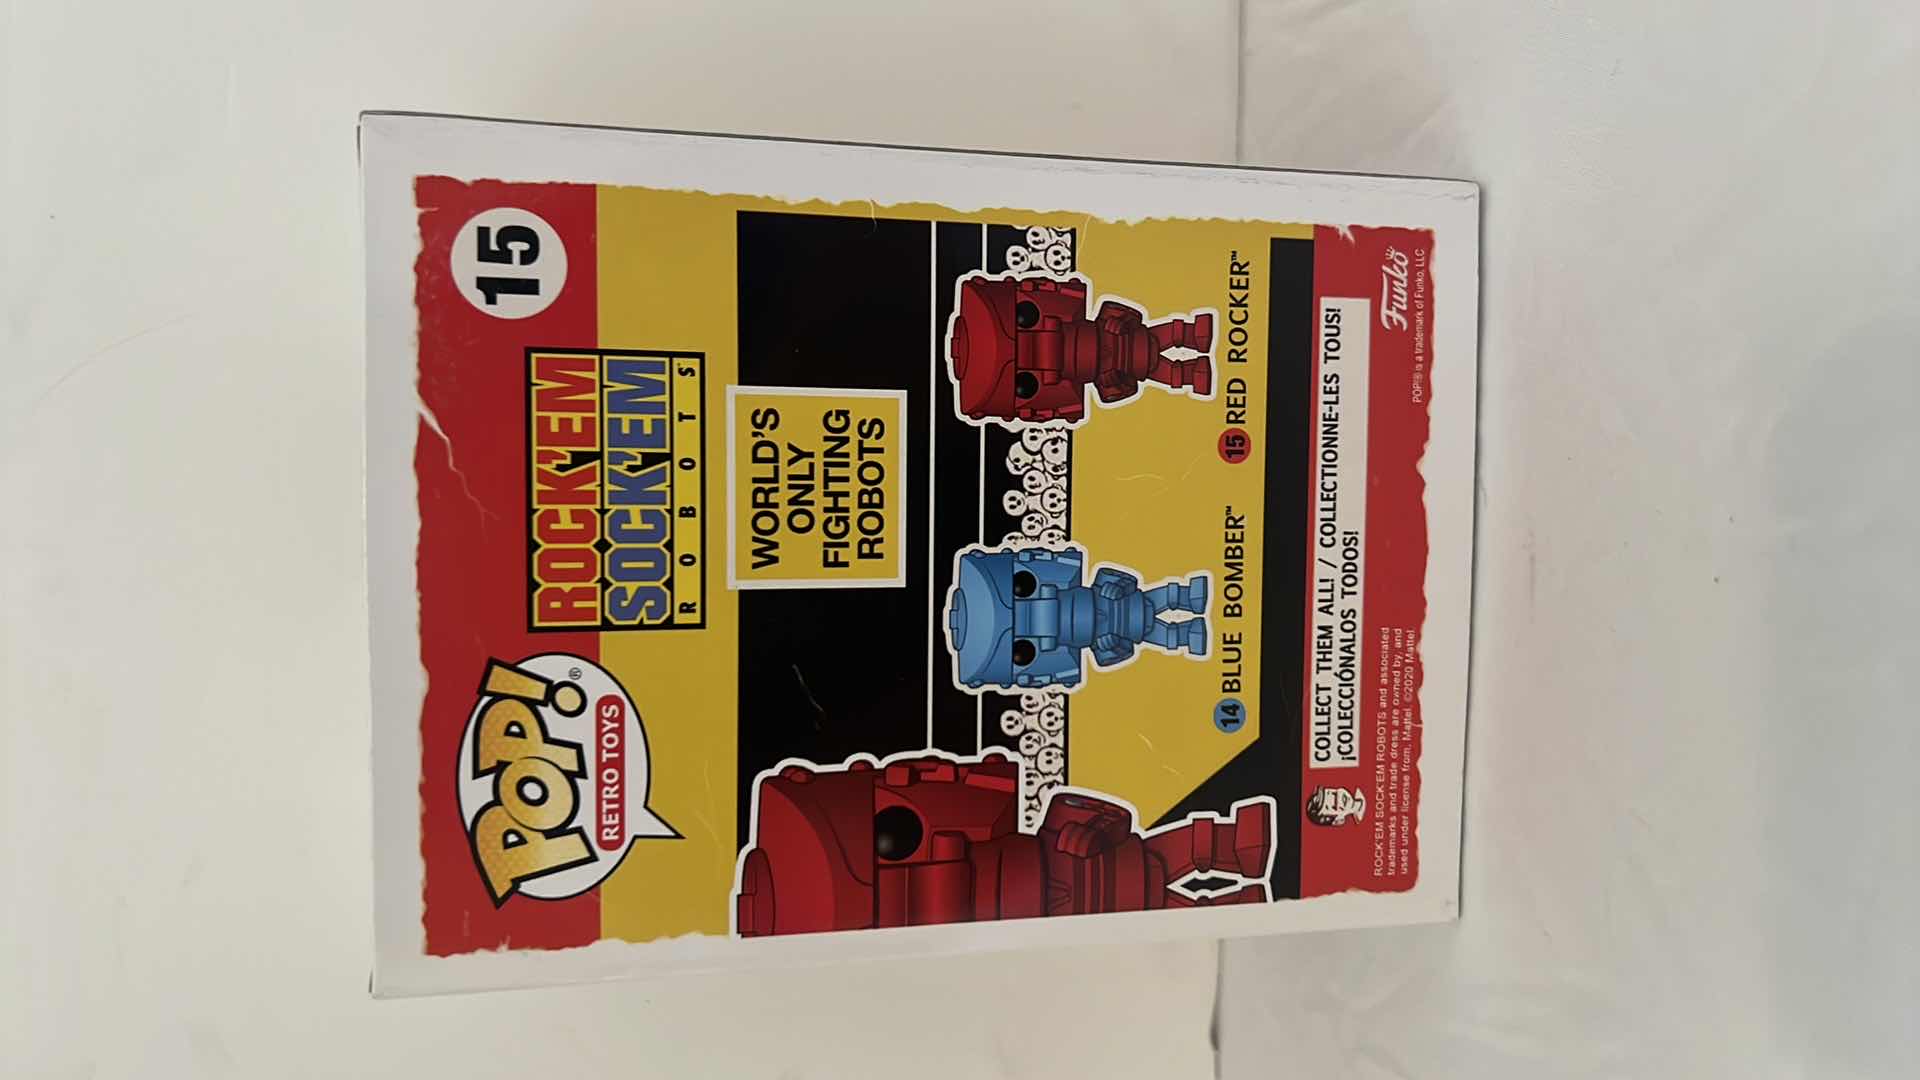 POP!®
RETRO TOYS
ROCK'EM
SOCK'EM
ROBOTS
15
WORLD'S
ONLY
FIGHTING
ROBOTS
14 BLUE BOMBER™
15 RED ROCKER™
COLLECT THEM ALL! / COLLECTIONNE-LES TOUS!
¡COLECCIÓNALOS TODOS!
ROCK'EM SOCK'EM ROBOTS and associated
trademarks and trade dress are owned by, and
used under license from, Mattel. ©2020 Mattel.
Funko
POP!® is a trademark of Funko, LLC